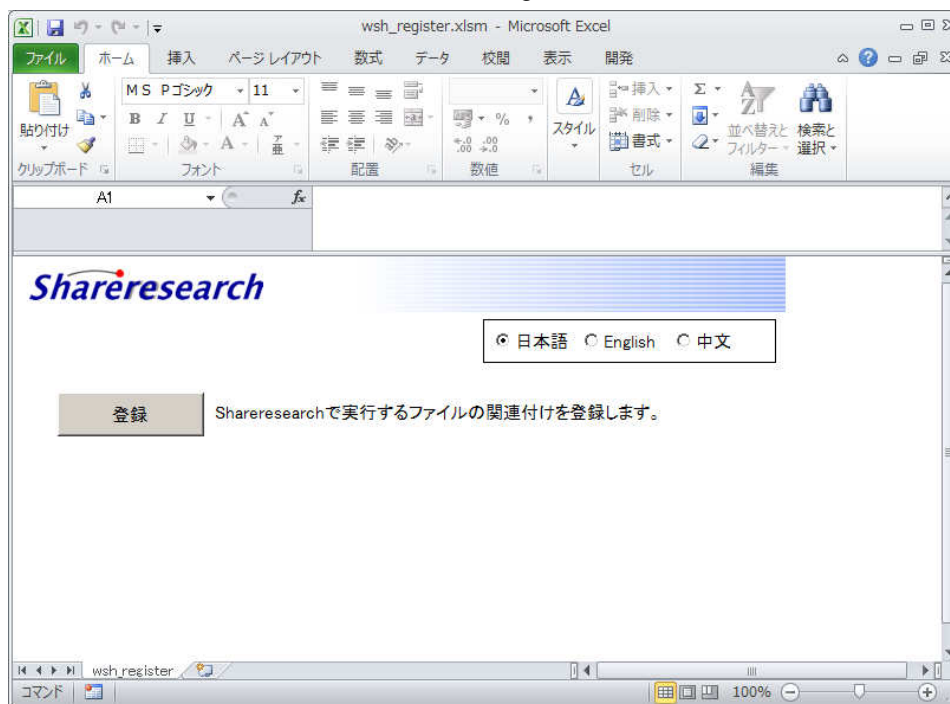 wsh_register.xlsm - Microsoft Excel
ファイル ホーム 挿入 ページ レイアウト 数式 データ 校閲 表示 開発
ＭＳ Ｐゴシック 11
挿入
削除
書式
貼り付け
B I U A A
% ,
スタイル
並べ替えと
フィルター
検索と
選択
クリップボード フォント 配置 数値 セル 編集
A1 fx
Shareresearch
日本語 English 中文
登録 Shareresearchで実行するファイルの関連付けを登録します。
wsh_register
コマンド 100%